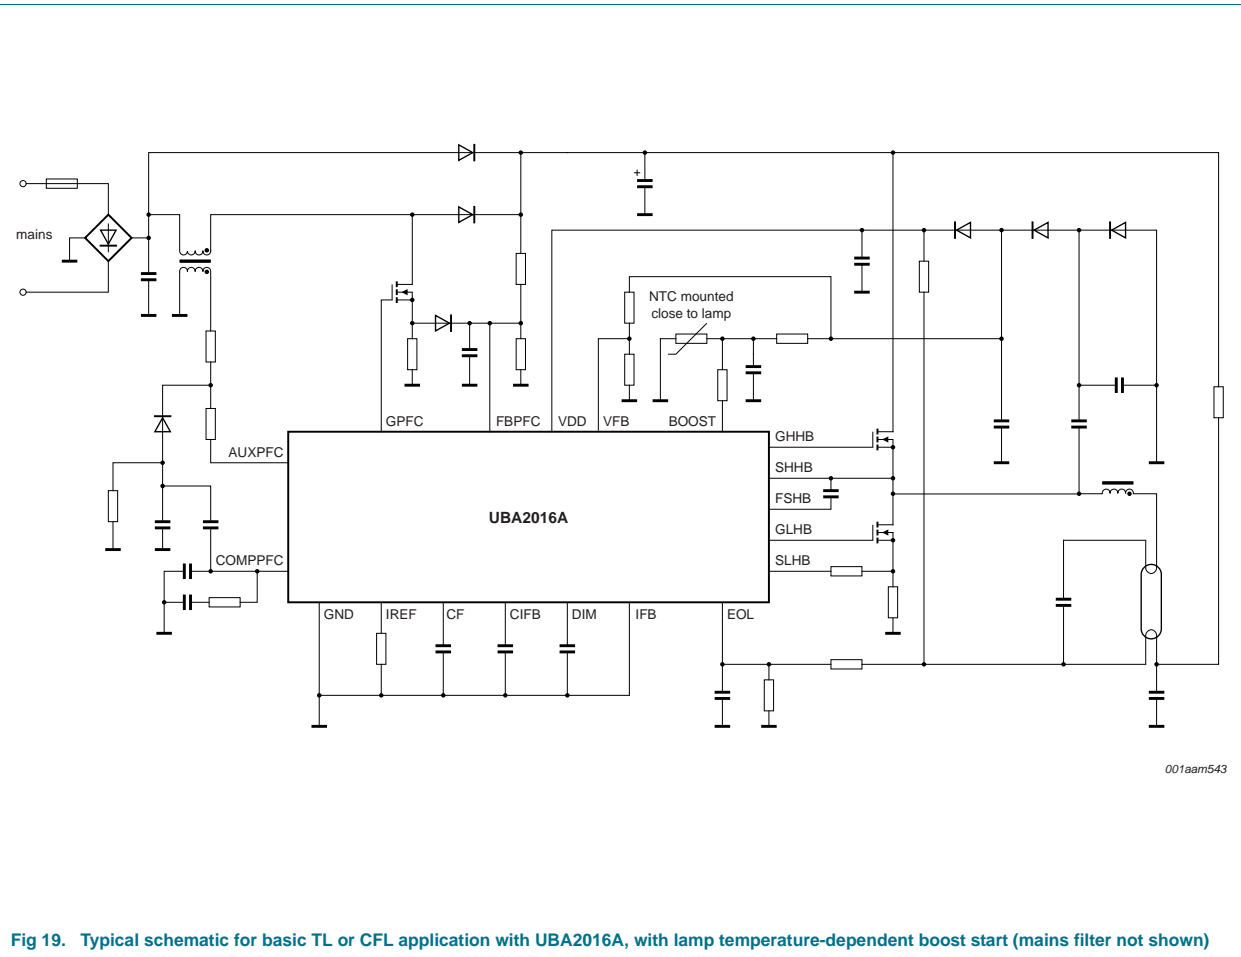 mains
+
NTC mounted
close to lamp
GPFC
FBPFC
VDD
VFB
BOOST
AUXPFC
COMPPFC
UBA2016A
GHHB
SHHB
FSHB
GLHB
SLHB
GND
IREF
CF
CIFB
DIM
IFB
EOL
001aam543
Fig 19. Typical schematic for basic TL or CFL application with UBA2016A, with lamp temperature-dependent boost start (mains filter not shown)